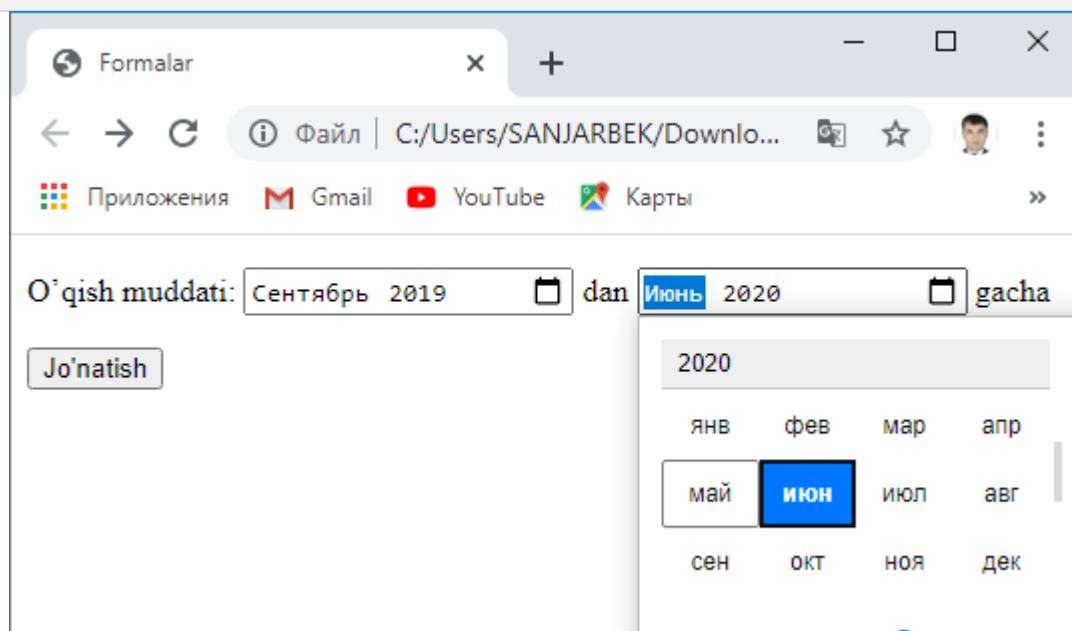 Formalar
Файл | C:/Users/SANJARBEK/Downlo...
Приложения Gmail YouTube Карты »
O`qish muddati: Сентябрь 2019 dan Июнь 2020 gacha
Jo'natish
2020
янв фев мар апр
май июн июл авг
сен окт ноя дек